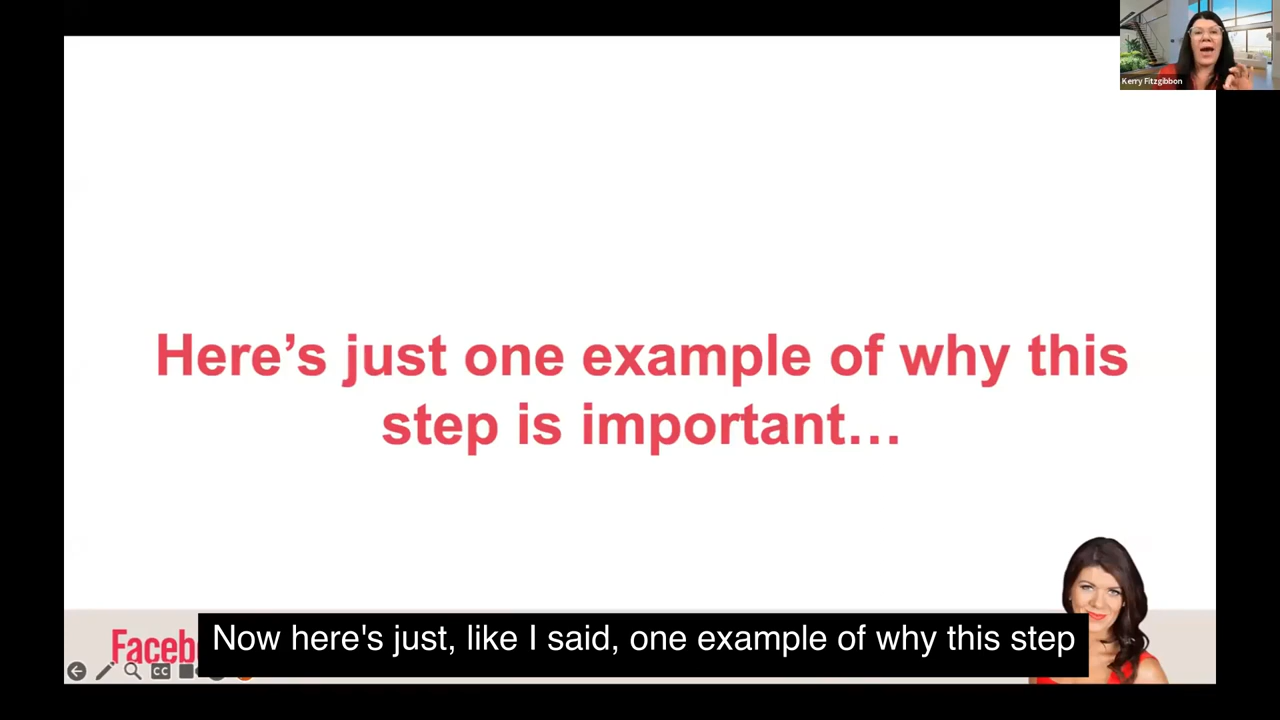 Kerry Fitzgibbon
Here’s just one example of why this
step is important…
Now here's just, like I said, one example of why this step
CC